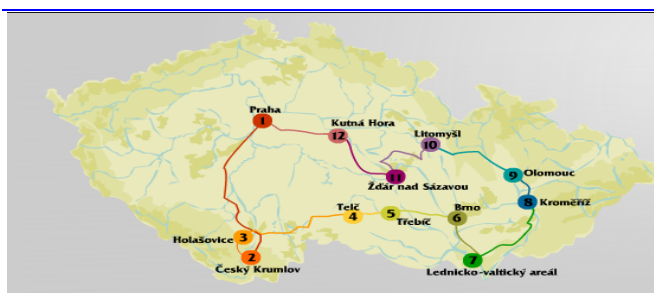 Praha
1
Kutná Hora
12
Litomyšl
10
11
Žďár nad Sázavou
9
Olomouc
8
Kroměříž
Telč
4
5
Třebíč
Brno
6
3
Holašovice
2
Český Krumlov
7
Lednicko-valtický areál